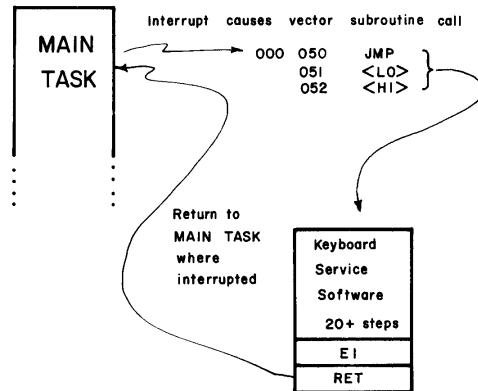 Interrupt causes vector subroutine call
MAIN
TASK
000 050 JMP
051 <LO>
052 <HI>
Return to
MAIN TASK
where
interrupted
Keyboard
Service
Software
20+ steps
EI
RET